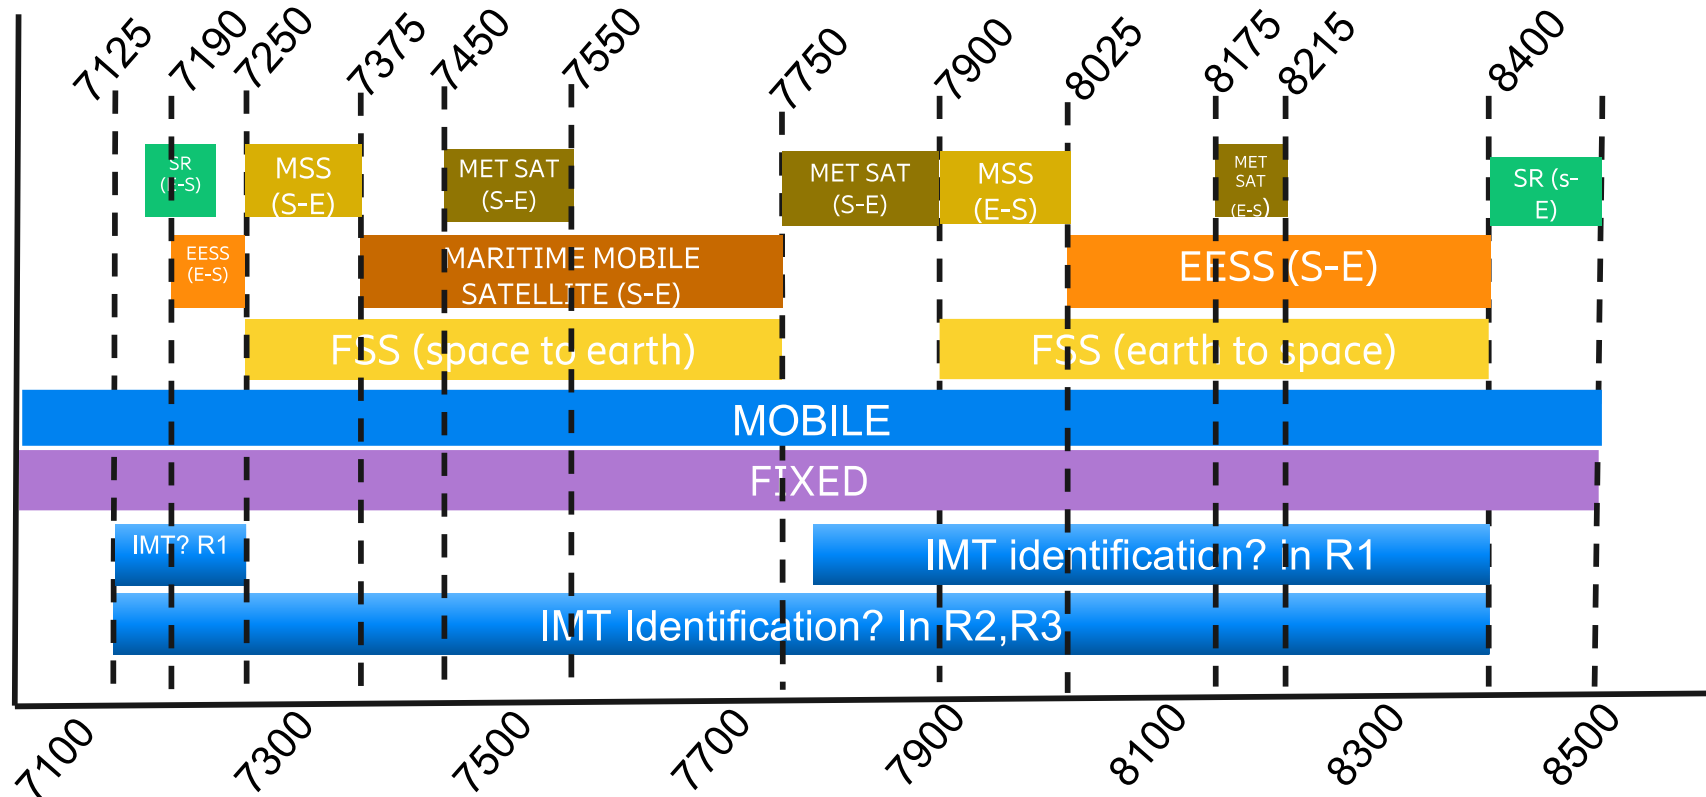 7125
7190
7250
7375
7450
7550
7750
7900
8025
8175
8215
8400
SR
(E-S)
MSS
(S-E)
MET SAT
(S-E)
MET SAT
(S-E)
MSS
(E-S)
MET
SAT
(E-S)
SR (s-
E)
EESS
(E-S)
MARITIME MOBILE
SATELLITE (S-E)
EESS (S-E)
FSS (space to earth)
FSS (earth to space)
MOBILE
FIXED
IMT? R1
IMT identification? in R1
IMT Identification? In R2,R3
7100
7300
7500
7700
7900
8100
8300
8500